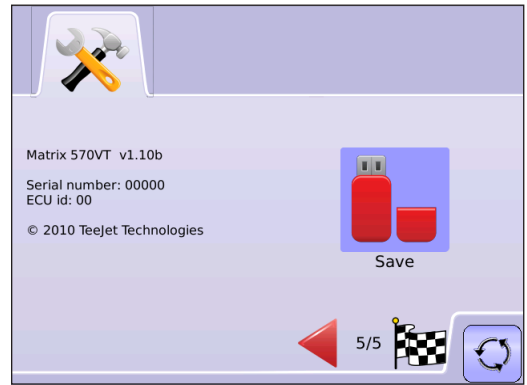 Matrix 570VT v1.10b
Serial number: 00000
ECU id: 00
© 2010 TeeJet Technologies
Save
5/5